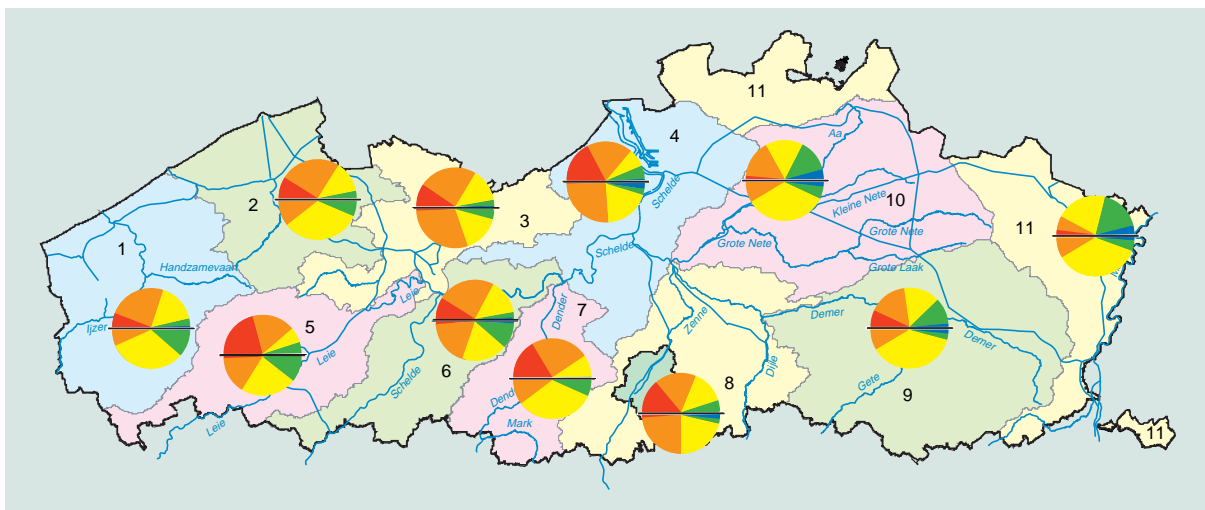 11
4
Aa
Schelde
Kleine Nete
10
2
3
Grote Nete
11
1
Grote Nete
Schelde
Handzamevaart
Grote Laak
Leie
Dender
7
Demer
Zenne
Ijzer
5
Demer
Leie
Dijle
6
8
Gete
Schelde
9
Mark
Leie
11